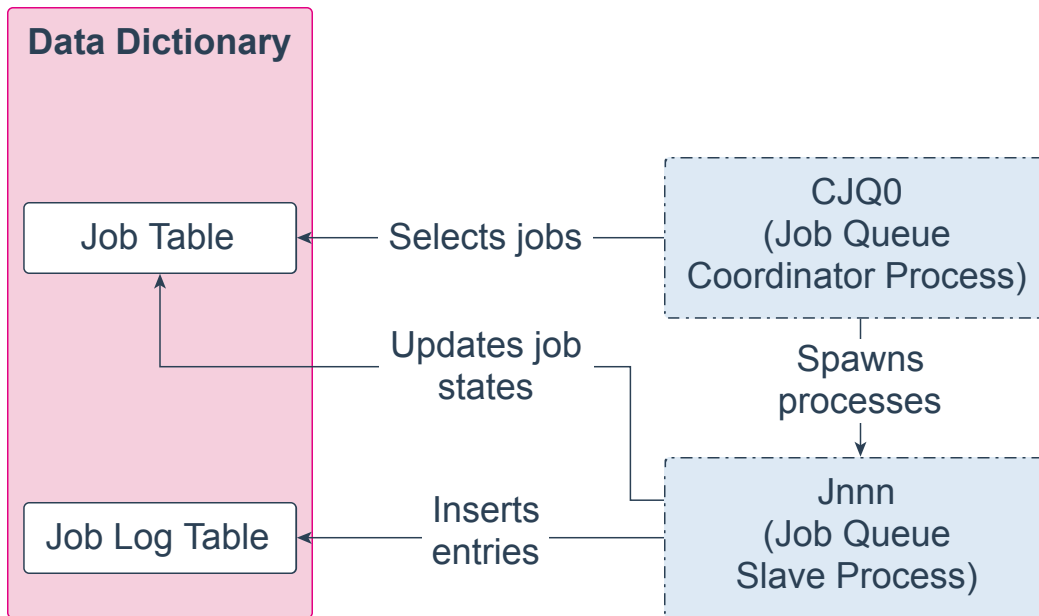 Data Dictionary
CJQ0
(Job Queue
Coordinator Process)
Job Table
Selects jobs
Updates job
states
Spawns
processes
Jnnn
(Job Queue
Slave Process)
Inserts
entries
Job Log Table